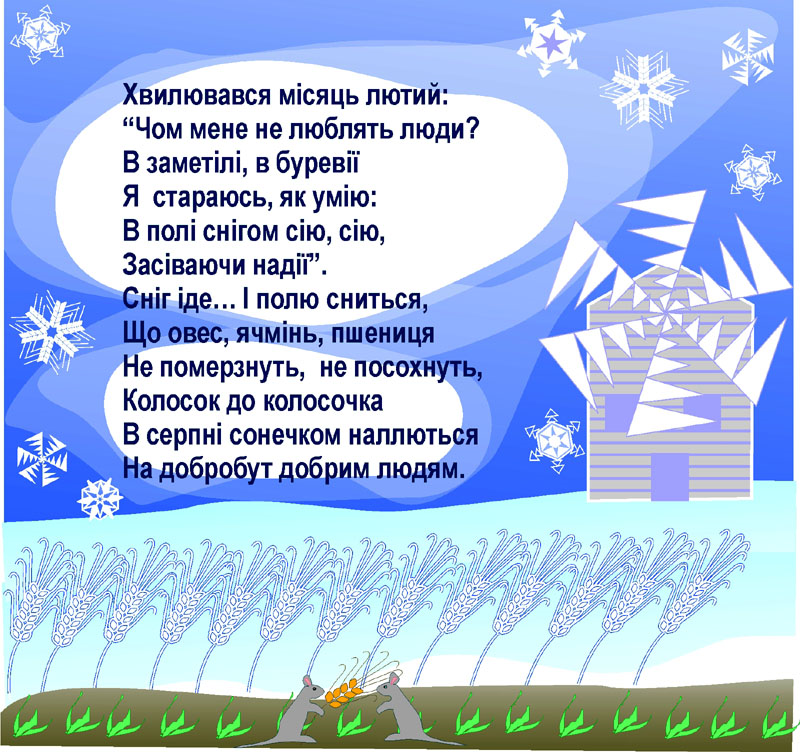 Хвилювався місяць лютий:
“Чом мене не люблять люди?
В заметілі, в буревії
Я стараюсь, як умію:
В полі снігом сію, сію,
Засіваючи надії”.
Сніг іде... І полю сниться,
Що овес, ячмінь, пшениця
Не померзнуть, не посохнуть,
Колосок до колосочка
В серпні сонечком наллються
На добробут добрим людям.